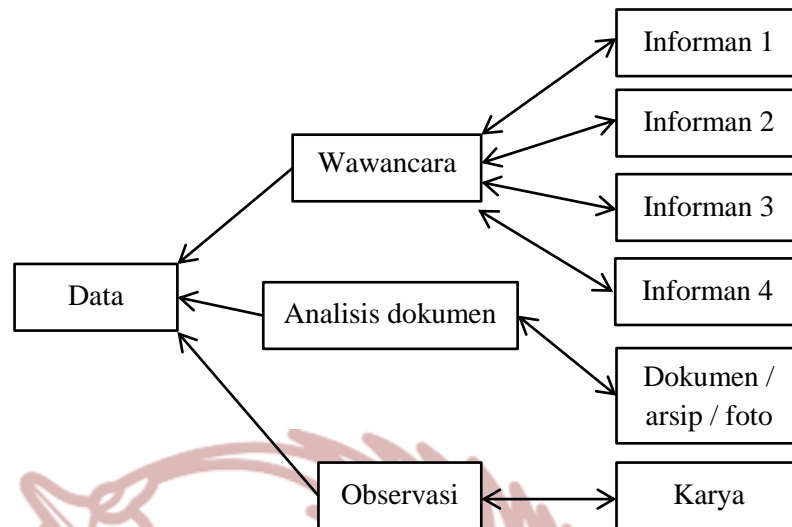 Informan 1
Informan 2
Wawancara
Informan 3
Data
Analisis dokumen
Informan 4
Dokumen /
arsip / foto
Observasi
Karya